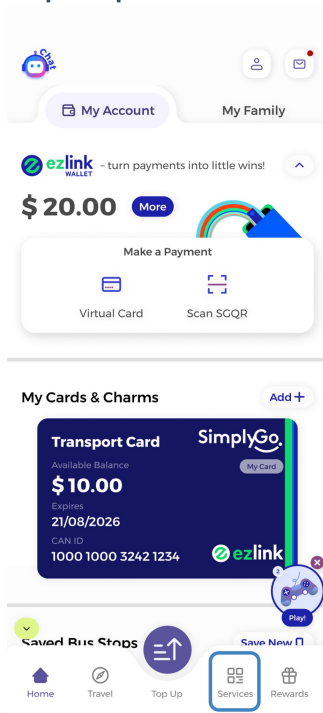 Chat
My Account
My Family
ezlink
WALLET
– turn payments into little wins!
$ 20.00
More
Make a Payment
Virtual Card
Scan SGQR
My Cards & Charms
Add +
Transport Card
SimplyGo.
Available Balance
My Card
$ 10.00
Expires
21/08/2026
CAN ID
1000 1000 3242 1234
ezlink
2
Play!
Saved Bus Stops
Save New
Home
Travel
Top Up
Services
Rewards